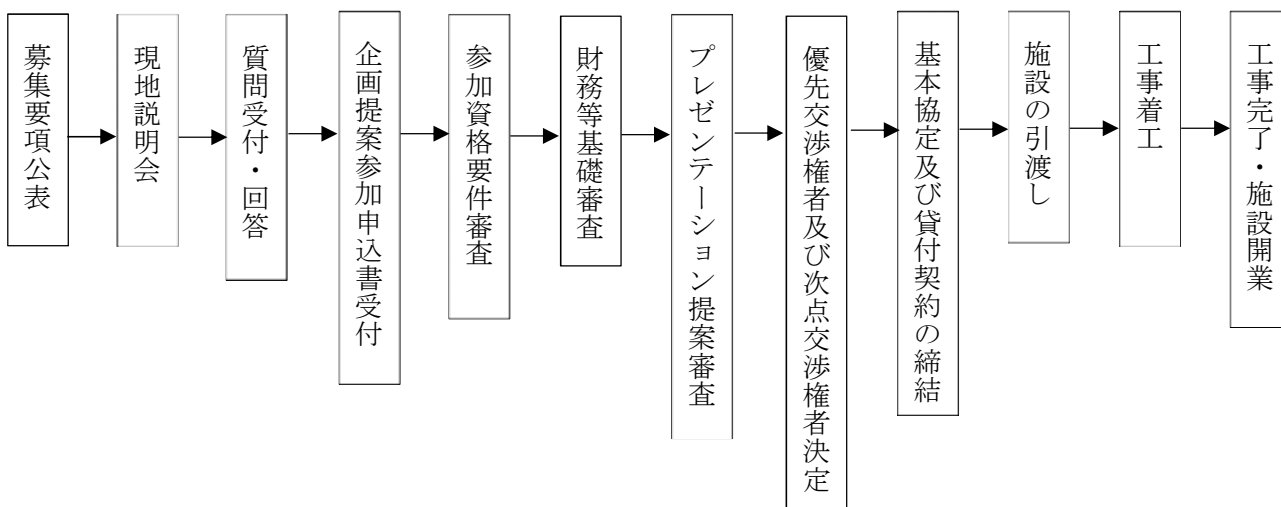 募集要項公表
現地説明会
質問受付・回答
企画提案参加申込書受付
参加資格要件審査
財務等基礎審査
プレゼンテーション提案審査
優先交渉権者及び次点交渉権者決定
基本協定及び貸付契約の締結
施設の引渡し
工事着工
工事完了・施設開業